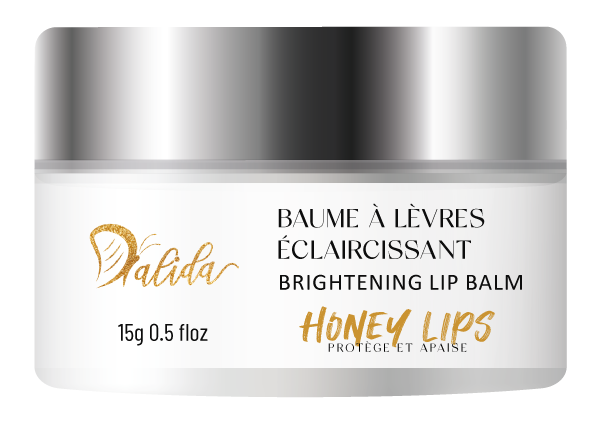 Dalida
15g 0.5 floz
BAUME À LÈVRES
ÉCLAIRCISSANT
BRIGHTENING LIP BALM
HONEY LIPS
PROTÈGE ET APAISE